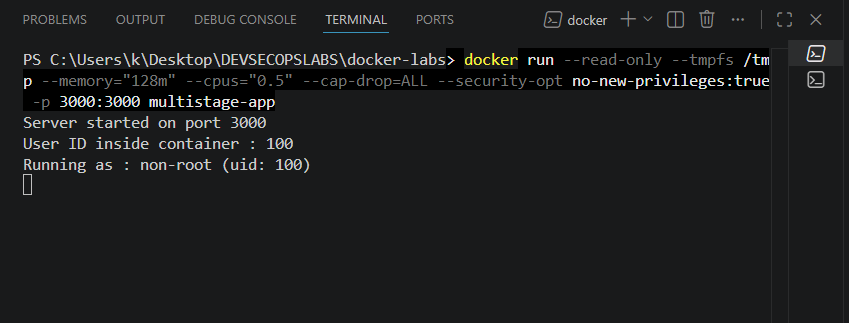 PROBLEMS OUTPUT DEBUG CONSOLE TERMINAL PORTS docker
PS C:\Users\k\Desktop\DEVSECOPSLABS\docker-labs> docker run --read-only --tmpfs /tm
p --memory="128m" --cpus="0.5" --cap-drop=ALL --security-opt no-new-privileges:true
-p 3000:3000 multistage-app
Server started on port 3000
User ID inside container : 100
Running as : non-root (uid: 100)